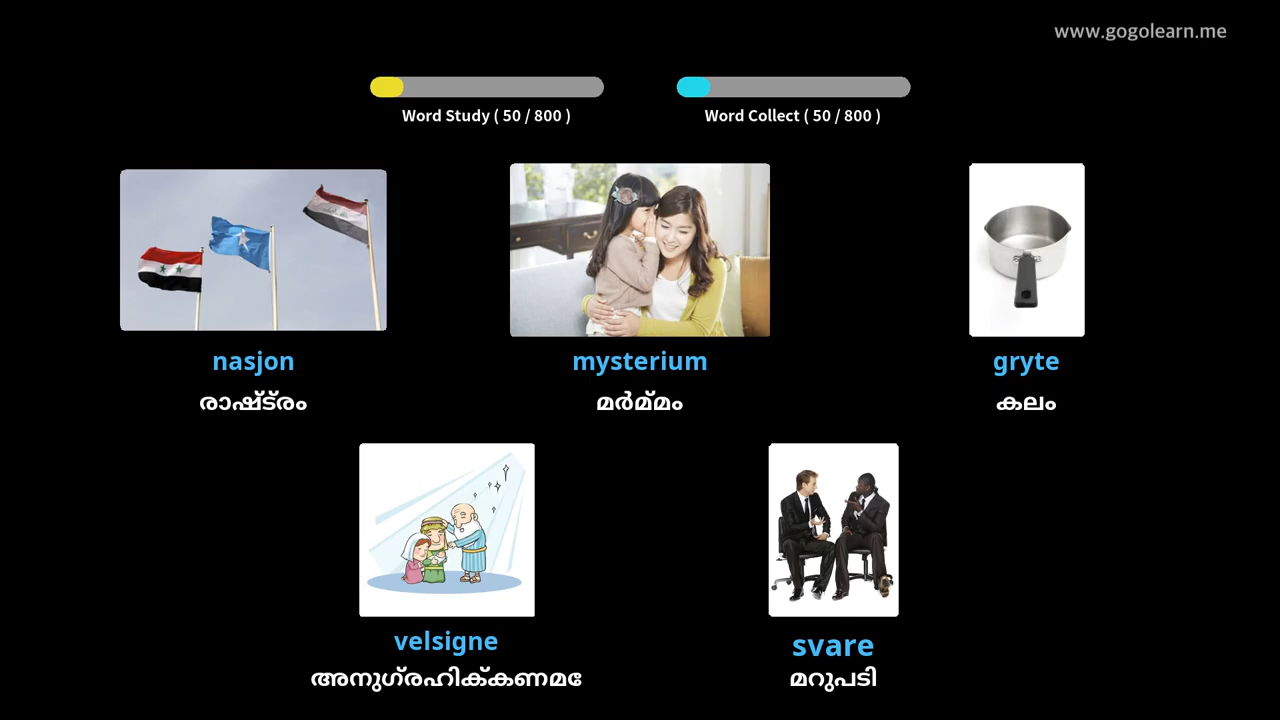 www.gogolearn.me
Word Study ( 50 / 800 )
Word Collect ( 50 / 800 )
nasjon
mysterium
gryte
രാഷ്ട്രം
മർമ്മം
കലം
velsigne
svare
അനുഗ്രഹിക്കണമേ
മറുപടി